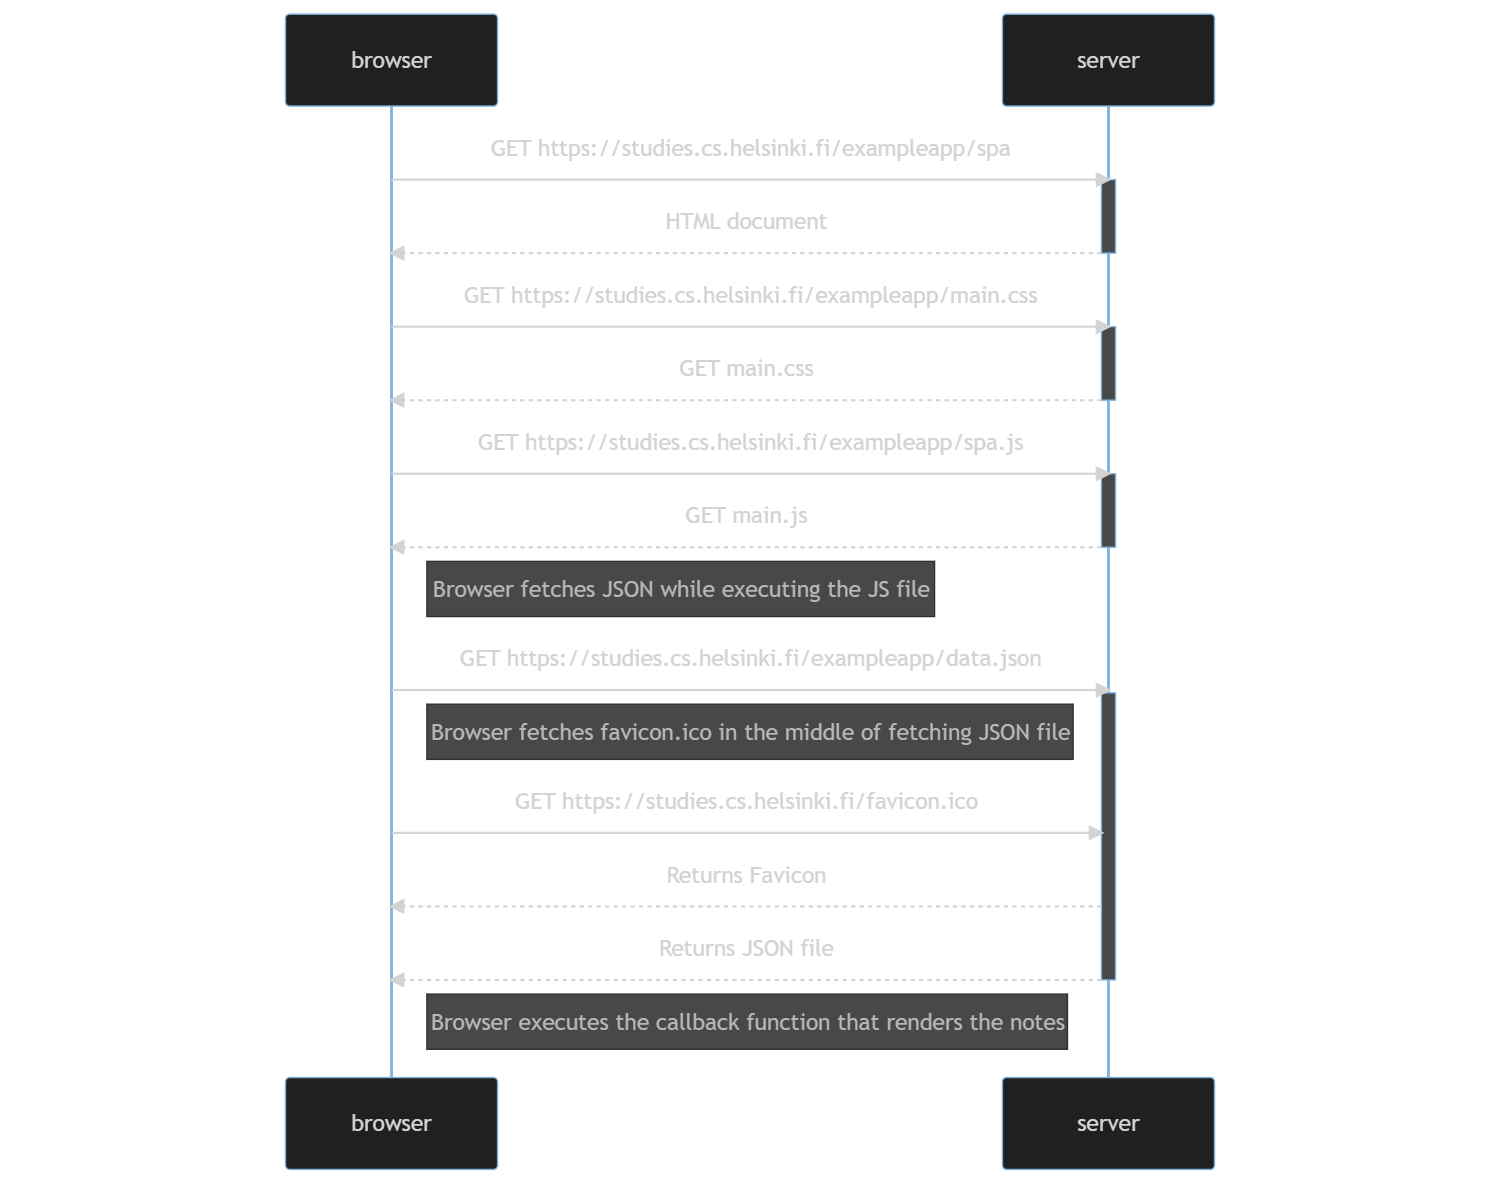 browser
server
GET https://studies.cs.helsinki.fi/exampleapp/spa
HTML document
GET https://studies.cs.helsinki.fi/exampleapp/main.css
GET main.css
GET https://studies.cs.helsinki.fi/exampleapp/spa.js
GET main.js
Browser fetches JSON while executing the JS file
GET https://studies.cs.helsinki.fi/exampleapp/data.json
Browser fetches favicon.ico in the middle of fetching JSON file
GET https://studies.cs.helsinki.fi/favicon.ico
Returns Favicon
Returns JSON file
Browser executes the callback function that renders the notes
browser
server